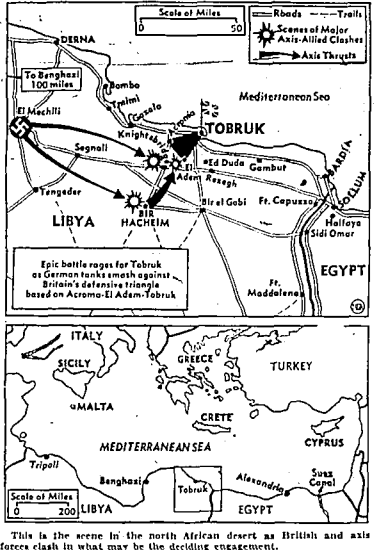 Scale of Miles
0 50
Roads Trails
Scenes of Major
Axis-Allied Clashes
Axis Thrusts
DERNA
To Benghazi
100 miles
Bomba
Tmimi
Gazala
Mediterranean Sea
El Mechili
TOBRUK
Segnali
El
Adem
Ed Duda
Rezegh
Gambut
BARDIA
SOLLUM
Tengeder
LIBYA
BIR
HACHEIM
Bir el Gobi
Ft. Capuzzo
Halfaya
Sidi Omar
Epic battle rages for Tobruk
as German tanks smash against
Britain's defensive triangle
based on Acroma-El Adem-Tobruk
EGYPT
Ft.
Maddalena
ITALY
SICILY
GREECE
TURKEY
MALTA
CRETE
CYPRUS
MEDITERRANEAN SEA
Tripoli
Benghazi
Tobruk
Alexandria
Suez
Canal
Scale of Miles
0 200
LIBYA
EGYPT
This is the scene in the north African desert as British and axis
forces clash in what may be the deciding engagement.